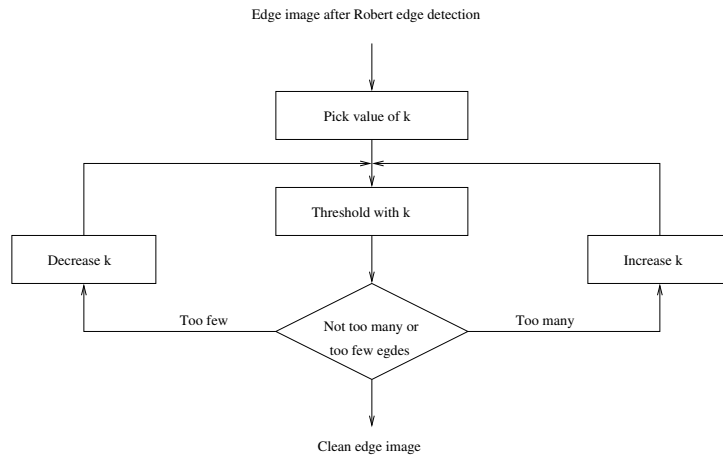 Edge image after Robert edge detection
Pick value of k
Threshold with k
Decrease k
Increase k
Too few
Not too many or
too few egdes
Too many
Clean edge image